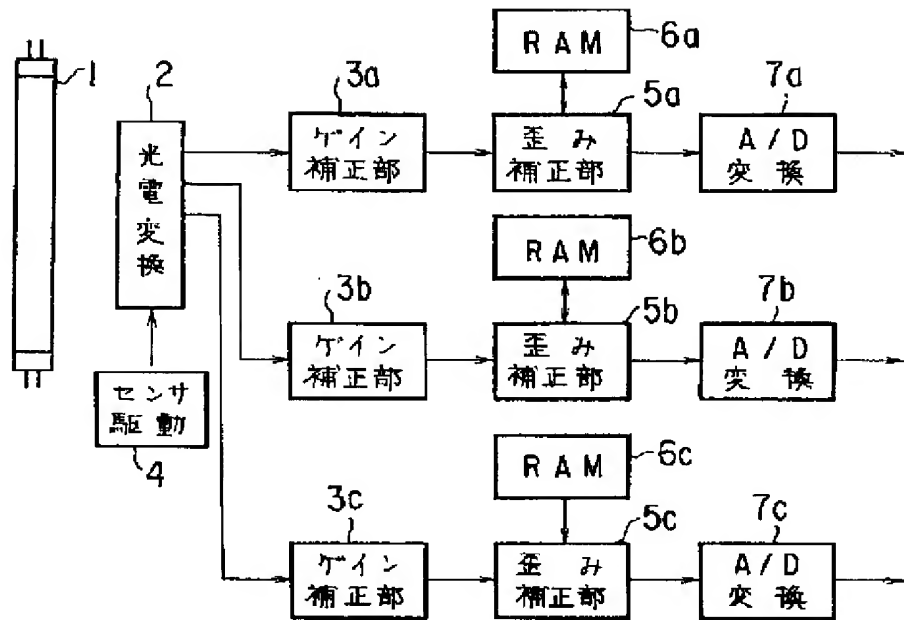 1
2
光電変換
センサ
駆動
4
3a
ゲイン
補正部
6a
RAM
5a
歪み
補正部
7a
A/D
変換
3b
ゲイン
補正部
6b
RAM
5b
歪み
補正部
7b
A/D
変換
3c
ゲイン
補正部
6c
RAM
5c
歪み
補正部
7c
A/D
変換